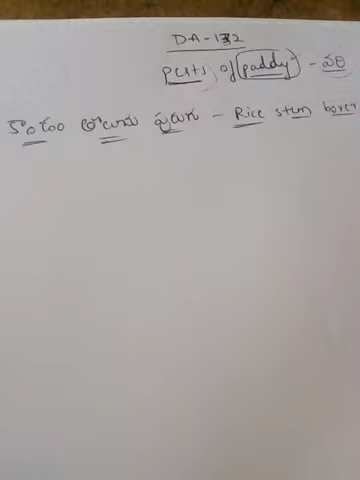 DA-132
pests of (paddy) - వరి
కాండం తొలుచు పురుగు - Rice stem borer